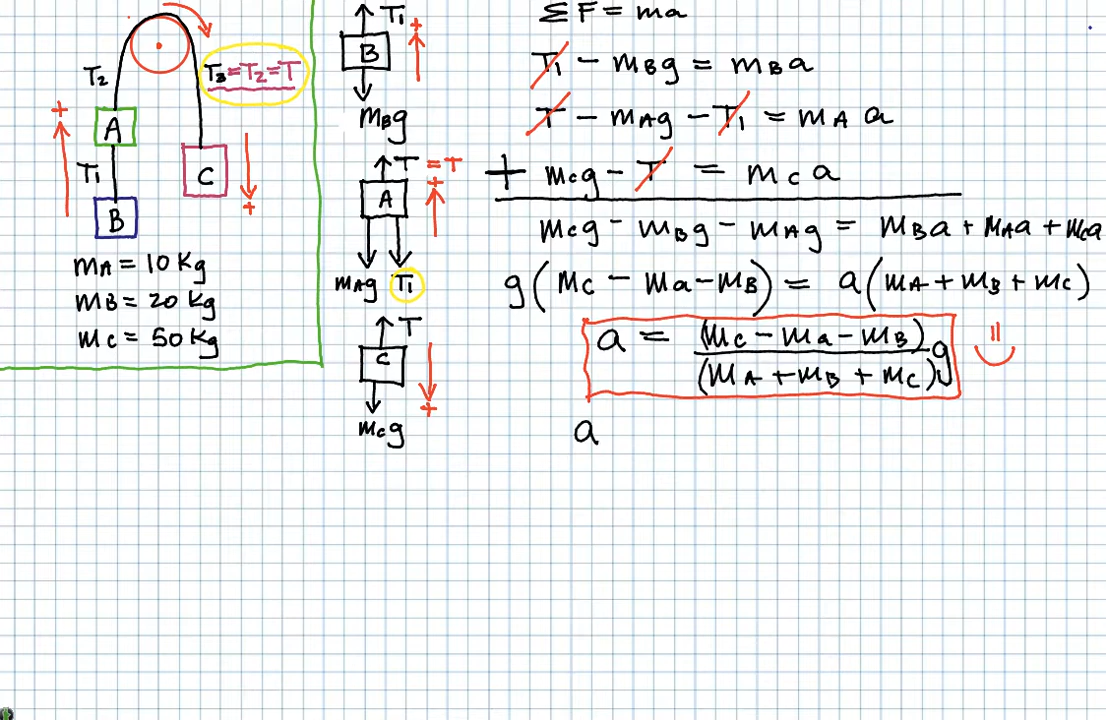 T₂
T₃=T₂=T
+
A
T₁
B
C
+
mA = 10 Kg
mB = 20 Kg
mC = 50 Kg
T₁
+
B
mBg
T = T
+
A
mAg T₁
T
C
+
mCg
ΣF = ma
T₁ - mBg = mBa
T - mAg - T₁ = mA a
+ mCg - T = mC a
mCg - mBg - mAg = mBa + mAa + mCa
g(mC - ma - mB) = a(mA + mB + mC)
a = (mC - ma - mB)
(mA + mB + mC) g
a